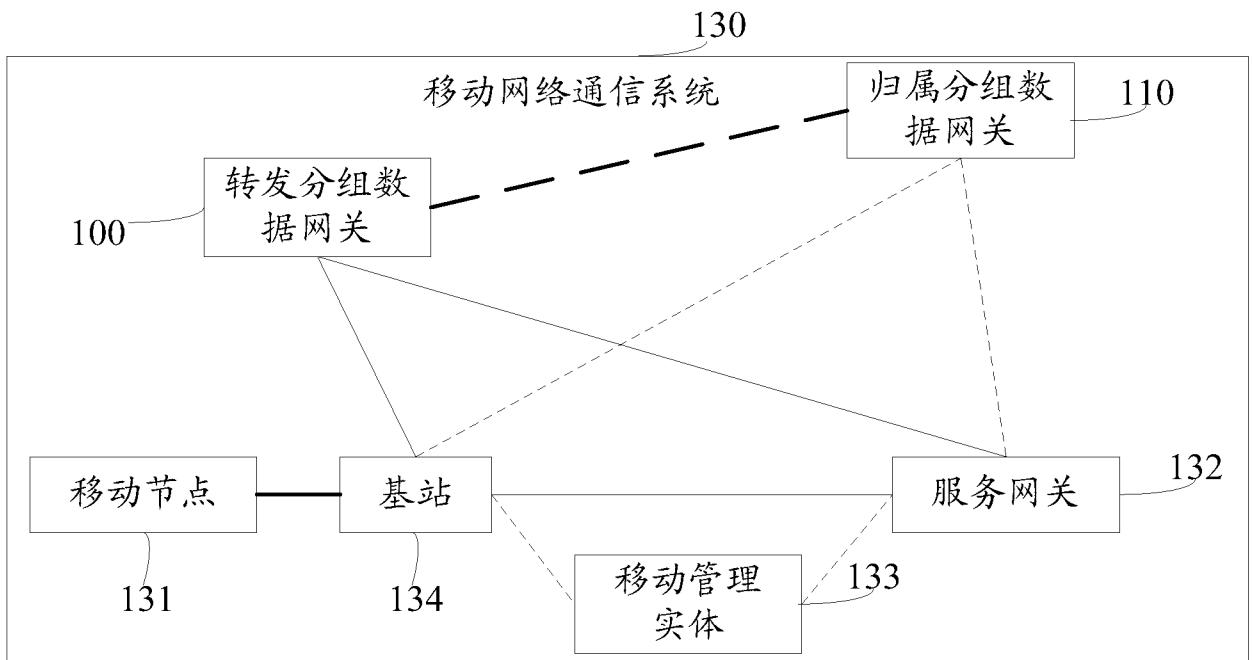 130
移动网络通信系统
归属分组数
据网关
110
转发分组数
据网关
100
移动节点
基站
服务网关
132
移动管理
实体
133
131
134